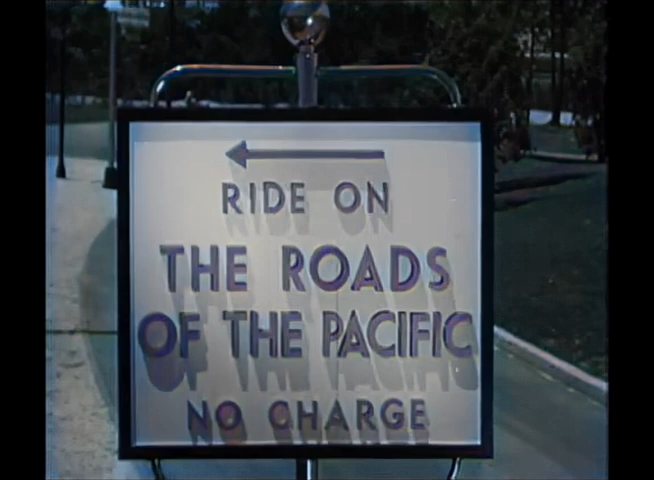 RIDE ON
THE ROADS
OF THE PACIFIC
NO CHARGE